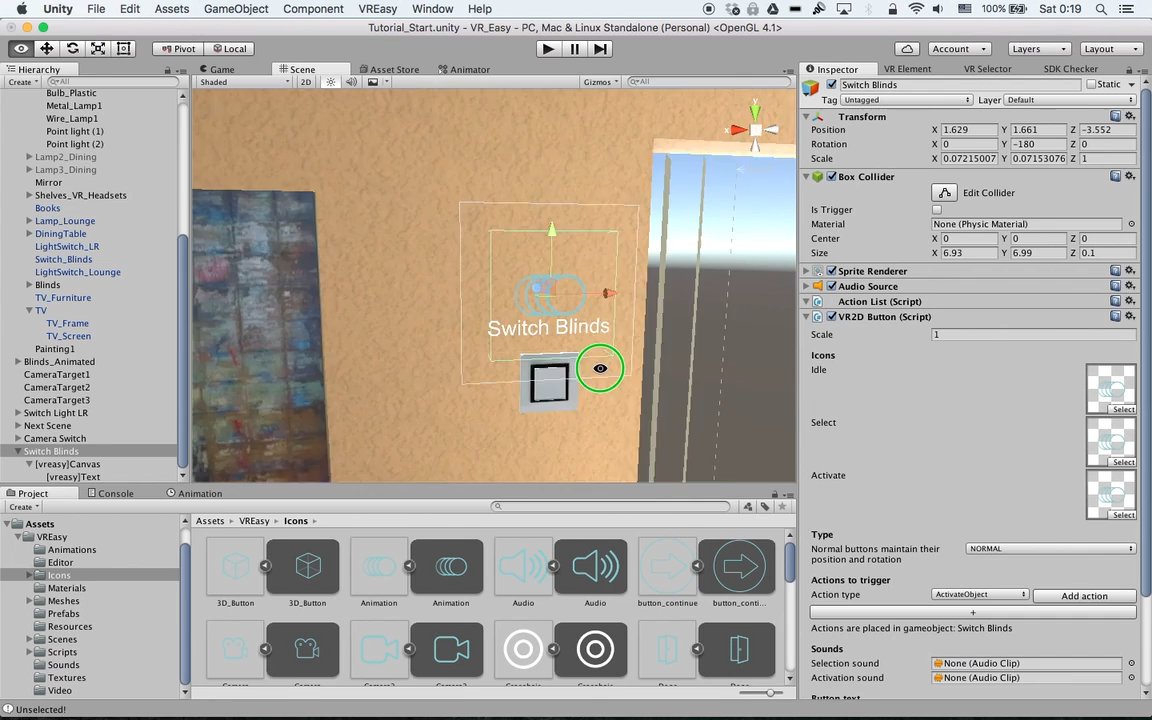 Unity File Edit Assets GameObject Component VREasy Window Help 100% Sat 0:19
Tutorial_Start.unity - VR_Easy - PC, Mac & Linux Standalone (Personal) <OpenGL 4.1>
Pivot Local Account Layers Layout
Hierarchy Game Scene Asset Store Animator Inspector VR Element VR Selector SDK Checker
Create All Shaded 2D Gizmos All
Switch Blinds Static
Tag Untagged Layer Default
Bulb_Plastic
Metal_Lamp1
Wire_Lamp1
Point light (1)
Point light (2)
Lamp2_Dining
Lamp3_Dining
Mirror
Shelves_VR_Headsets
Books
Lamp_Lounge
DiningTable
LightSwitch_LR
Switch_Blinds
LightSwitch_Lounge
Blinds
TV_Furniture
TV
TV_Frame
TV_Screen
Painting1
Blinds_Animated
CameraTarget1
CameraTarget2
CameraTarget3
Switch Light LR
Next Scene
Camera Switch
Switch Blinds
[vreasy]Canvas
[vreasy]Text
x y z
Switch Blinds
Transform
Position X 1.629 Y 1.661 Z -3.552
Rotation X 0 Y -180 Z 0
Scale X 0.07215007 Y 0.07153076 Z 1
Box Collider
Edit Collider
Is Trigger
Material None (Physic Material)
Center X 0 Y 0 Z 0
Size X 6.93 Y 6.99 Z 0.1
Sprite Renderer
Audio Source
Action List (Script)
VR2D Button (Script)
Scale 1
Icons
Idle
Select
Select
Select
Activate
Select
Type
Normal buttons maintain their position and rotation NORMAL
Actions to trigger
Action type ActivateObject Add action
+
Actions are placed in gameobject: Switch Blinds
Sounds
Selection sound None (Audio Clip)
Activation sound None (Audio Clip)
Button text
Project Console Animation
Create
Assets
VREasy
Animations
Editor
Icons
Materials
Meshes
Prefabs
Resources
Scenes
Scripts
Sounds
Textures
Video
Assets VREasy Icons
3D_Button 3D_Button Animation Animation Audio Audio button_continue button_conti...
Unselected!